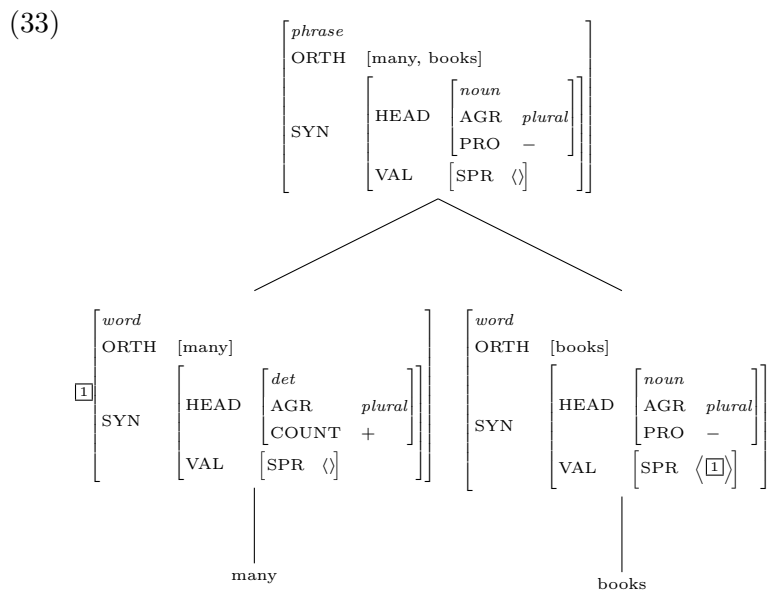 (33)
phrase
ORTH [many, books]
noun
HEAD AGR plural
SYN
PRO −
VAL [SPR ⟨⟩]
word
ORTH [many]
det
1
HEAD AGR plural
SYN
COUNT +
VAL [SPR ⟨⟩]
word
ORTH [books]
noun
HEAD AGR plural
SYN
PRO −
VAL [SPR ⟨1⟩]
many
books